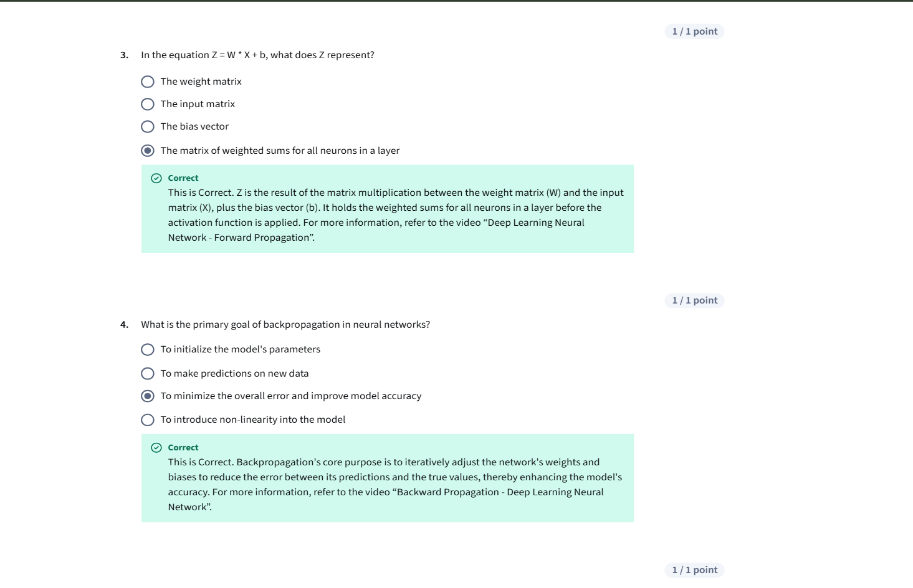 1 / 1 point
3. In the equation Z = W * X + b, what does Z represent?
The weight matrix
The input matrix
The bias vector
The matrix of weighted sums for all neurons in a layer
Correct
This is Correct. Z is the result of the matrix multiplication between the weight matrix (W) and the input
matrix (X), plus the bias vector (b). It holds the weighted sums for all neurons in a layer before the
activation function is applied. For more information, refer to the video “Deep Learning Neural
Network - Forward Propagation”.
1 / 1 point
4. What is the primary goal of backpropagation in neural networks?
To initialize the model's parameters
To make predictions on new data
To minimize the overall error and improve model accuracy
To introduce non-linearity into the model
Correct
This is Correct. Backpropagation's core purpose is to iteratively adjust the network's weights and
biases to reduce the error between its predictions and the true values, thereby enhancing the model's
accuracy. For more information, refer to the video “Backward Propagation - Deep Learning Neural
Network”.
1 / 1 point